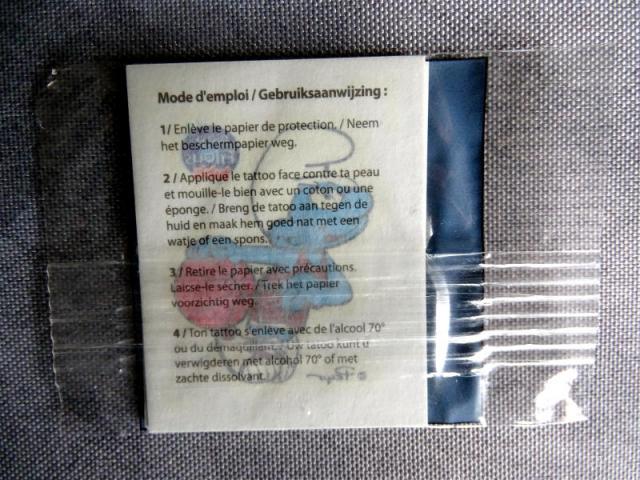 Mode d'emploi / Gebruiksaanwijzing :
1/ Enlève le papier de protection. / Neem
het beschermpapier weg.
2 / Applique le tattoo face contre ta peau
et mouille-le bien avec un coton ou une
éponge. / Breng de tatoo aan tegen de
huid en maak hem goed nat met een
watje of een spons.
3 / Retire le papier avec précautions.
Laisse-le sécher. / Trek het papier
voorzichtig weg.
4 / Ton tattoo s'enlève avec de l'alcool 70°
ou du démaquillant. / Uw tatoo kunt u
verwijderen met alcohol 70° of met
zachte dissolvant.
© Peyo